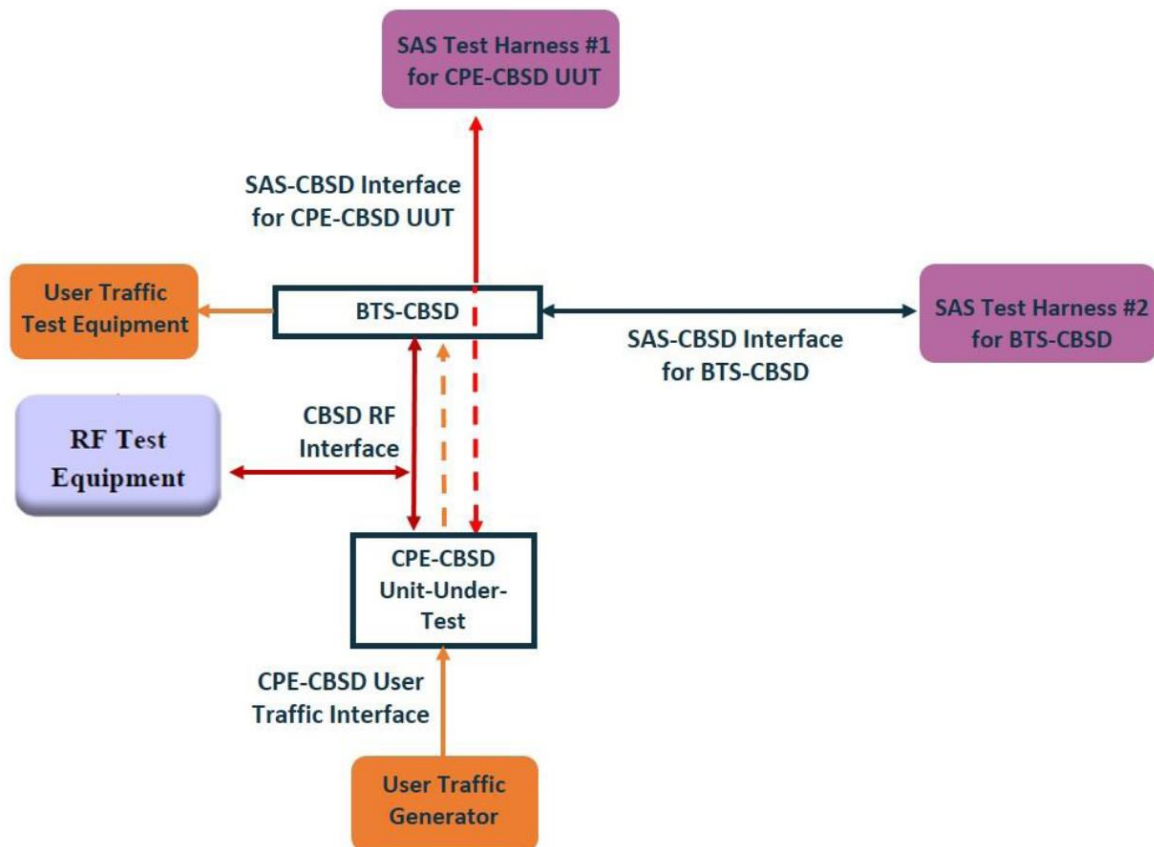 SAS Test Harness #1
for CPE-CBSD UUT
SAS-CBSD Interface
for CPE-CBSD UUT
User Traffic
Test Equipment
BTS-CBSD
SAS Test Harness #2
for BTS-CBSD
SAS-CBSD Interface
for BTS-CBSD
RF Test
Equipment
CBSD RF
Interface
CPE-CBSD
Unit-Under-
Test
CPE-CBSD User
Traffic Interface
User Traffic
Generator